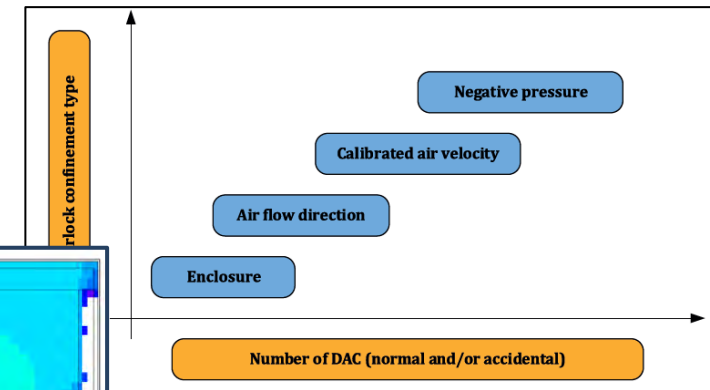 Negative pressure
Calibrated air velocity
Air flow direction
Enclosure
rlock confinement type
Number of DAC (normal and/or accidental)